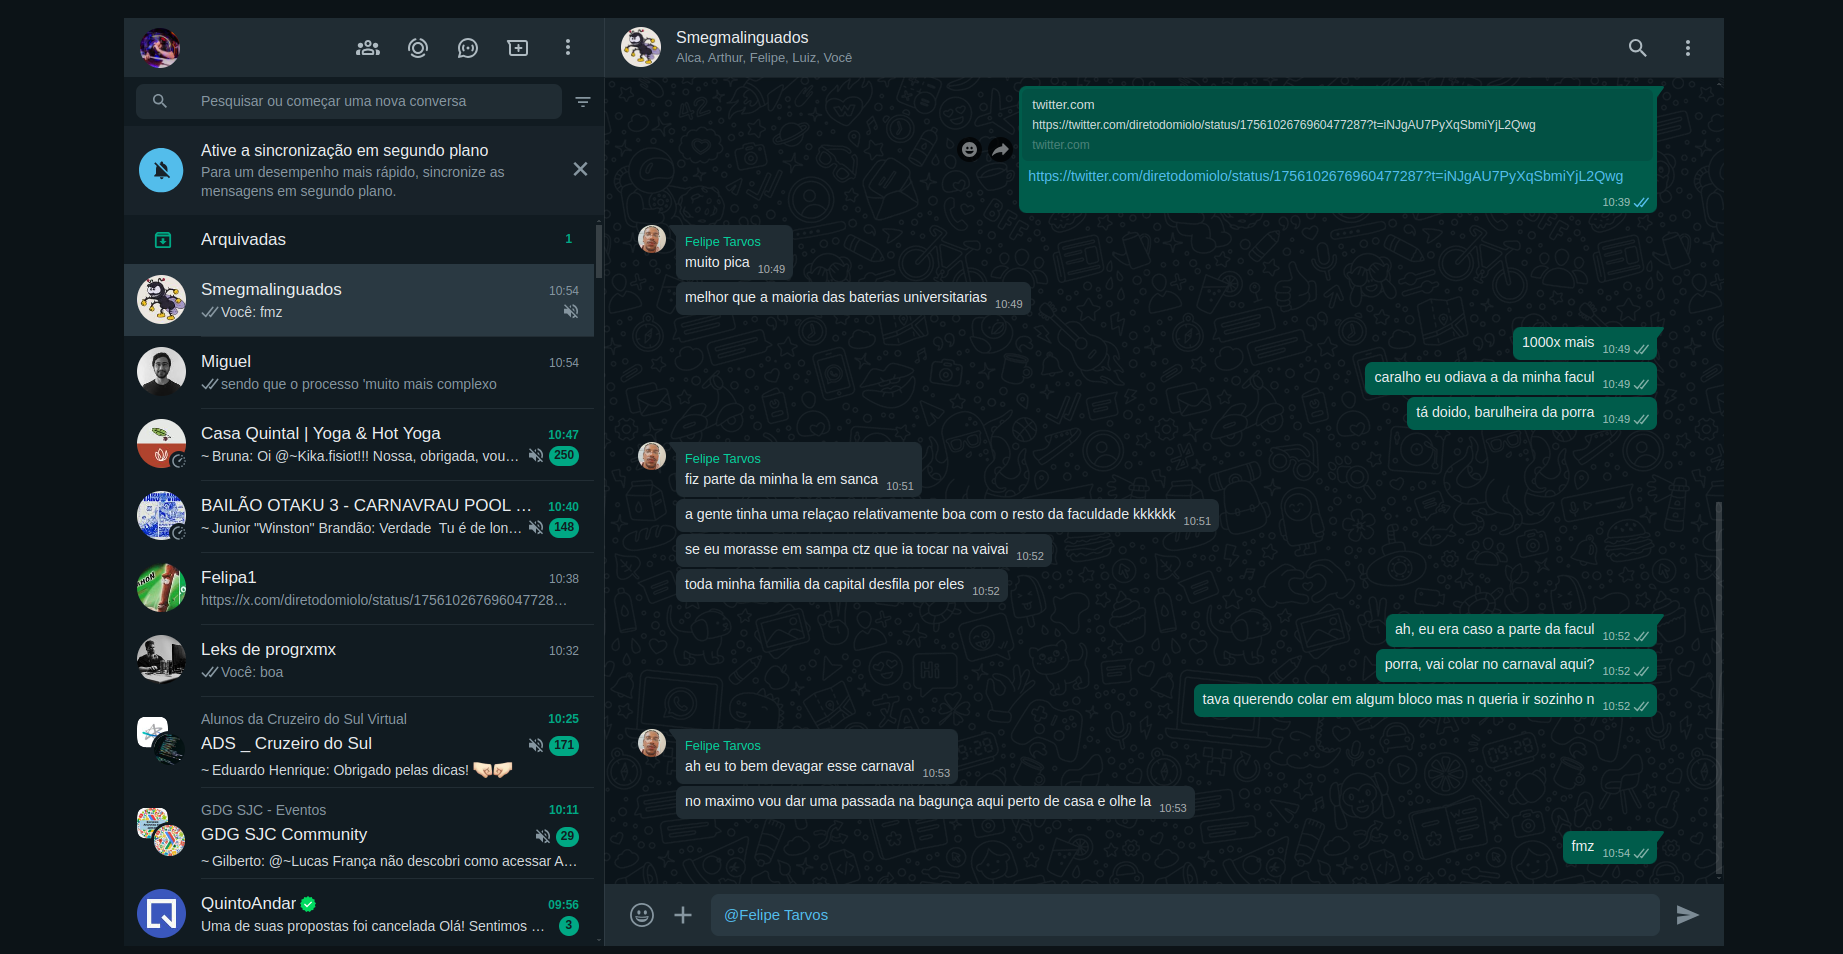 Pesquisar ou começar uma nova conversa
Ative a sincronização em segundo plano
Para um desempenho mais rápido, sincronize as
mensagens em segundo plano.
Arquivadas 1
Smegmalinguados 10:54
Você: fmz
Miguel 10:54
sendo que o processo 'muito mais complexo
Casa Quintal | Yoga & Hot Yoga 10:47
~ Bruna: Oi @~Kika.fisiot!!! Nossa, obrigada, vou… 250
BAILÃO OTAKU 3 - CARNAVRAU POOL … 10:40
~ Junior "Winston" Brandão: Verdade Tu é de lon… 148
Felipa1 10:38
https://x.com/diretodomiolo/status/175610267696047728…
Leks de progrxmx 10:32
Você: boa
Alunos da Cruzeiro do Sul Virtual 10:25
ADS _ Cruzeiro do Sul 171
~ Eduardo Henrique: Obrigado pelas dicas! 🤜🏻🤛🏻
GDG SJC - Eventos 10:11
GDG SJC Community 29
~ Gilberto: @~Lucas França não descobri como acessar A…
QuintoAndar 09:56
Uma de suas propostas foi cancelada Olá! Sentimos … 3
Smegmalinguados
Alca, Arthur, Felipe, Luiz, Você
twitter.com
https://twitter.com/diretodomiolo/status/1756102676960477287?t=iNJgAU7PyXqSbmiYjL2Qwg
twitter.com
https://twitter.com/diretodomiolo/status/1756102676960477287?t=iNJgAU7PyXqSbmiYjL2Qwg
10:39
Felipe Tarvos
muito pica 10:49
melhor que a maioria das baterias universitarias 10:49
1000x mais 10:49
caralho eu odiava a da minha facul 10:49
tá doido, barulheira da porra 10:49
Felipe Tarvos
fiz parte da minha la em sanca 10:51
a gente tinha uma relaçao relativamente boa com o resto da faculdade kkkkkk 10:51
se eu morasse em sampa ctz que ia tocar na vaivai 10:52
toda minha familia da capital desfila por eles 10:52
ah, eu era caso a parte da facul 10:52
porra, vai colar no carnaval aqui? 10:52
tava querendo colar em algum bloco mas n queria ir sozinho n 10:52
Felipe Tarvos
ah eu to bem devagar esse carnaval 10:53
no maximo vou dar uma passada na bagunça aqui perto de casa e olhe la 10:53
fmz 10:54
@Felipe Tarvos